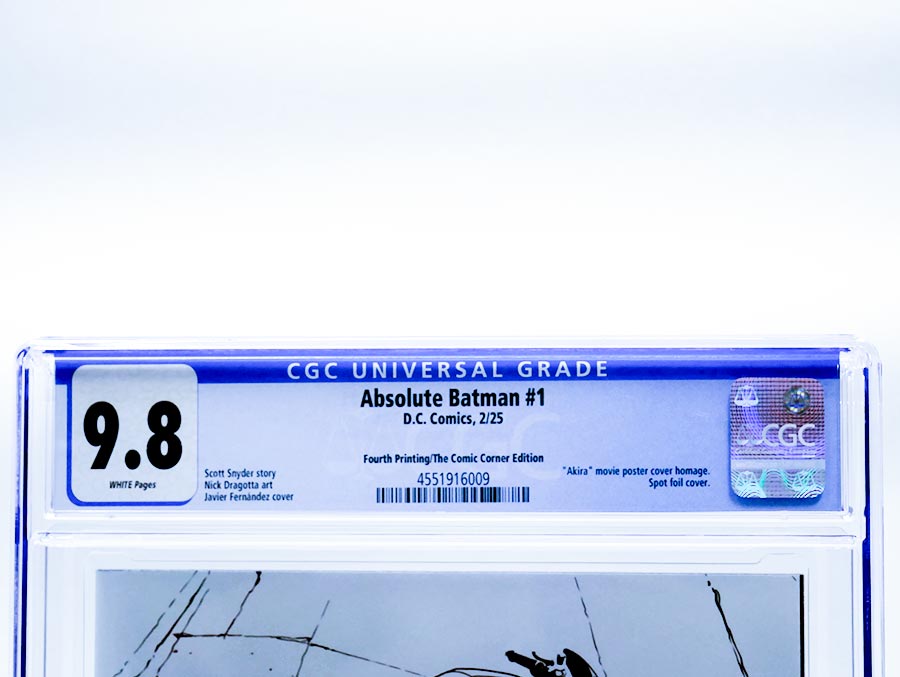 CGC UNIVERSAL GRADE
9.8
WHITE Pages
Absolute Batman #1
D.C. Comics, 2/25
Scott Snyder story
Nick Dragotta art
Javier Fernández cover
Fourth Printing/The Comic Corner Edition
4551916009
"Akira" movie poster cover homage.
Spot foil cover.
CGC